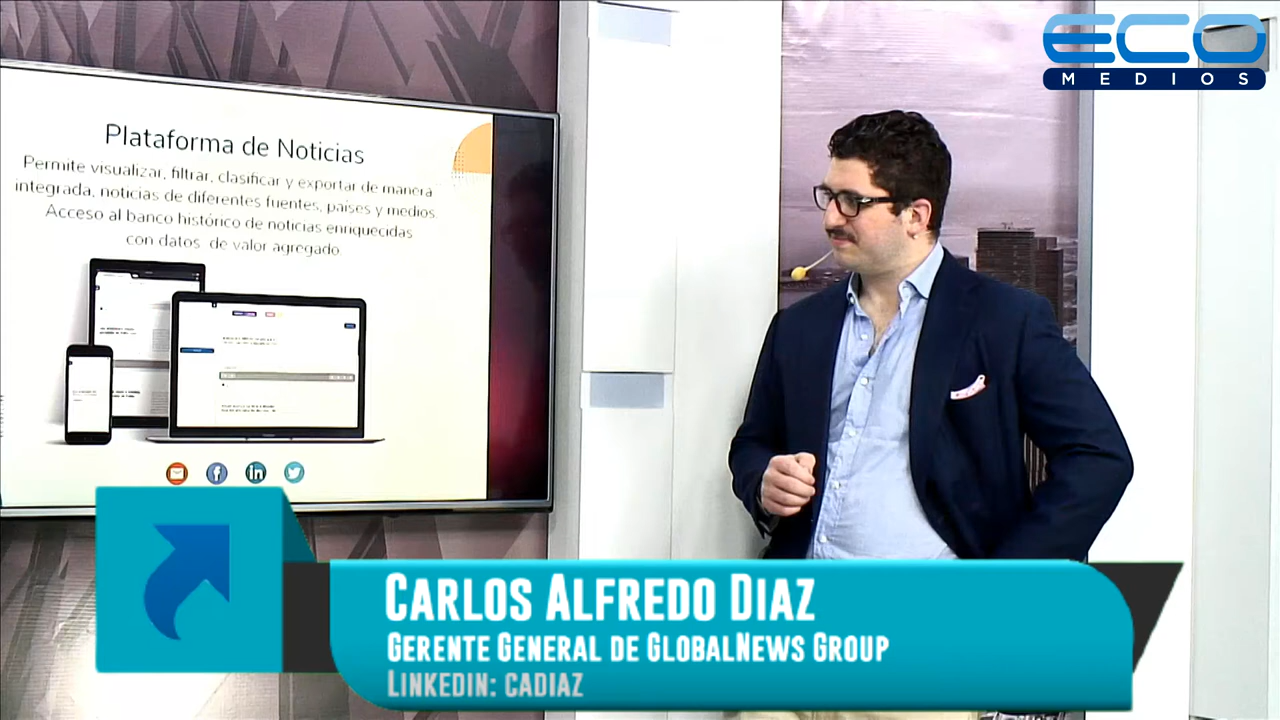 ECO
MEDIOS
Plataforma de Noticias
Permite visualizar, filtrar, clasificar y exportar de manera
integrada, noticias de diferentes fuentes, países y medios.
Acceso al banco histórico de noticias enriquecidas
con datos de valor agregado.
in
CARLOS ALFREDO DIAZ
GERENTE GENERAL DE GLOBALNEWS GROUP
LINKEDIN: CADIAZ